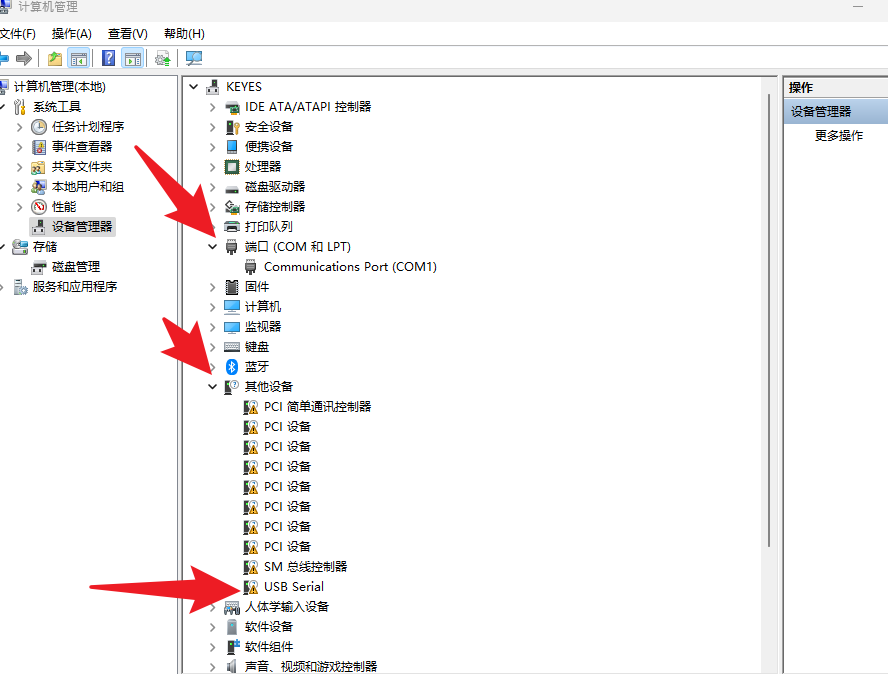 计算机管理
文件(F) 操作(A) 查看(V) 帮助(H)
计算机管理(本地)
系统工具
任务计划程序
事件查看器
共享文件夹
本地用户和组
性能
设备管理器
存储
磁盘管理
服务和应用程序
KEYES
IDE ATA/ATAPI 控制器
安全设备
便携设备
处理器
磁盘驱动器
存储控制器
打印队列
端口 (COM 和 LPT)
Communications Port (COM1)
固件
计算机
监视器
键盘
蓝牙
其他设备
PCI 简单通讯控制器
PCI 设备
PCI 设备
PCI 设备
PCI 设备
PCI 设备
PCI 设备
PCI 设备
SM 总线控制器
USB Serial
人体学输入设备
软件设备
软件组件
声音、视频和游戏控制器
操作
设备管理器
更多操作